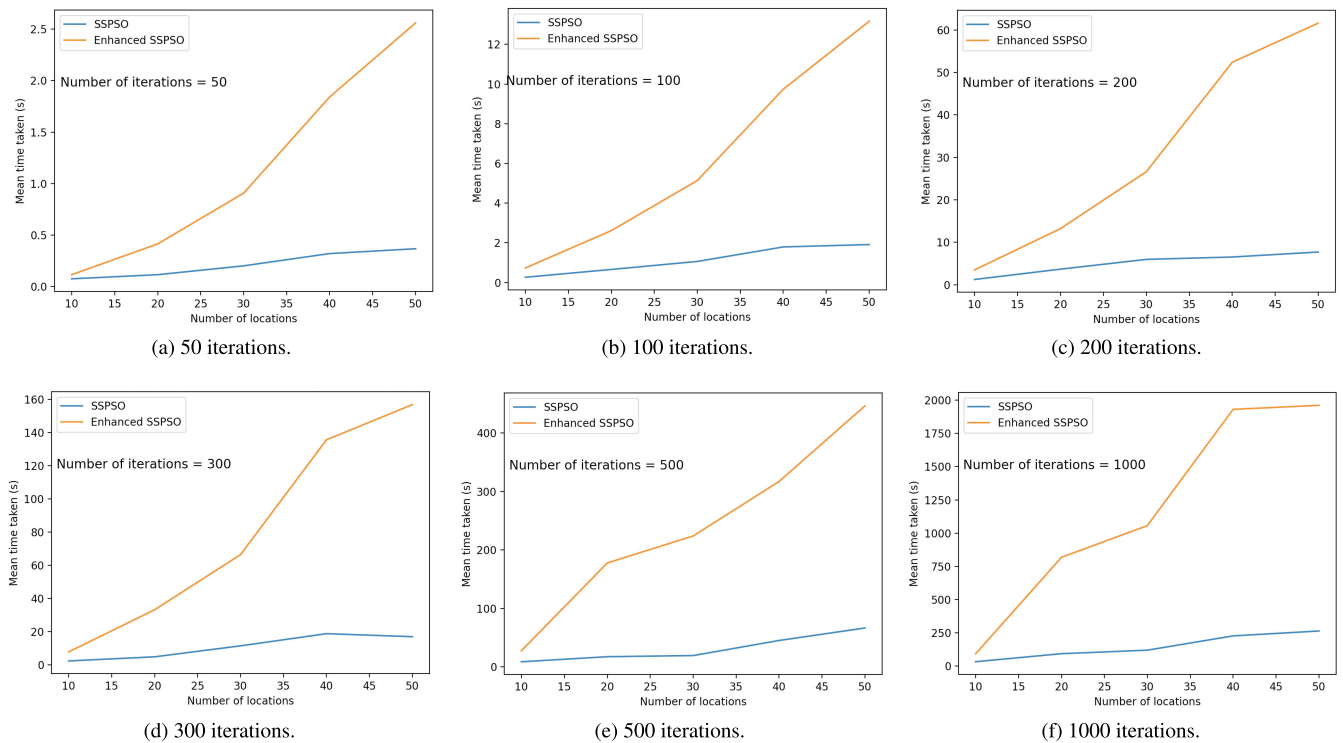 SSPSO
Enhanced SSPSO
Number of iterations = 50
Mean time taken (s)
2.5
2.0
1.5
1.0
0.5
0.0
10 15 20 25 30 35 40 45 50
Number of locations
(a) 50 iterations.
SSPSO
Enhanced SSPSO
Number of iterations = 100
Mean time taken (s)
12
10
8
6
4
2
0
10 15 20 25 30 35 40 45 50
Number of locations
(b) 100 iterations.
SSPSO
Enhanced SSPSO
Number of iterations = 200
Mean time taken (s)
60
50
40
30
20
10
0
10 15 20 25 30 35 40 45 50
Number of locations
(c) 200 iterations.
SSPSO
Enhanced SSPSO
Number of iterations = 300
Mean time taken (s)
160
140
120
100
80
60
40
20
0
10 15 20 25 30 35 40 45 50
Number of locations
(d) 300 iterations.
SSPSO
Enhanced SSPSO
Number of iterations = 500
Mean time taken (s)
400
300
200
100
0
10 15 20 25 30 35 40 45 50
Number of locations
(e) 500 iterations.
SSPSO
Enhanced SSPSO
Number of iterations = 1000
Mean time taken (s)
2000
1750
1500
1250
1000
750
500
250
0
10 15 20 25 30 35 40 45 50
Number of locations
(f) 1000 iterations.